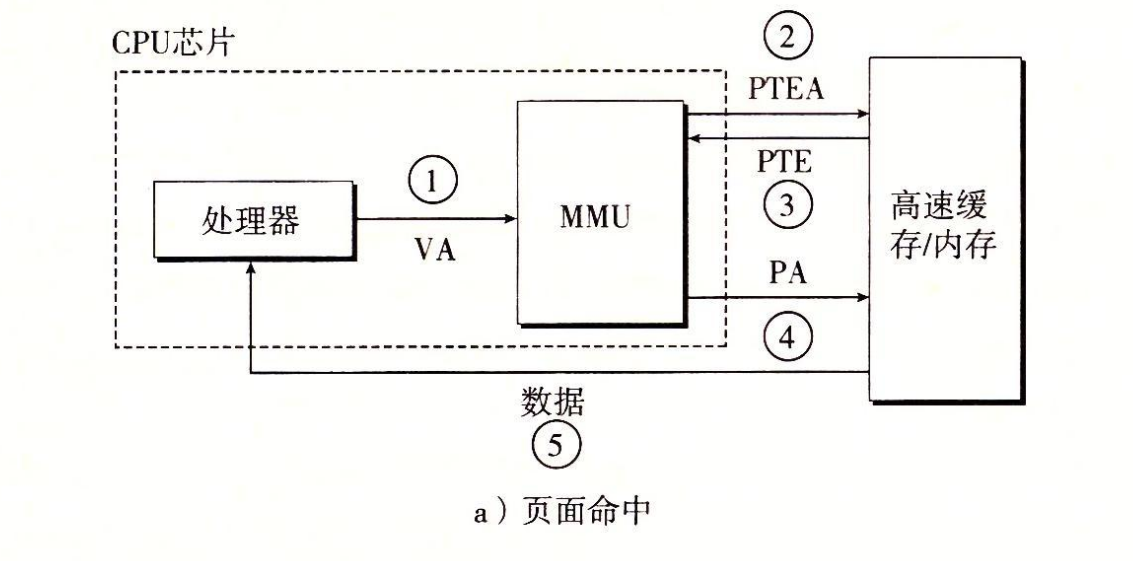 CPU芯片
②
PTEA
①
处理器
VA
MMU
PTE
③
高速缓
存/内存
PA
④
数据
⑤
a）页面命中